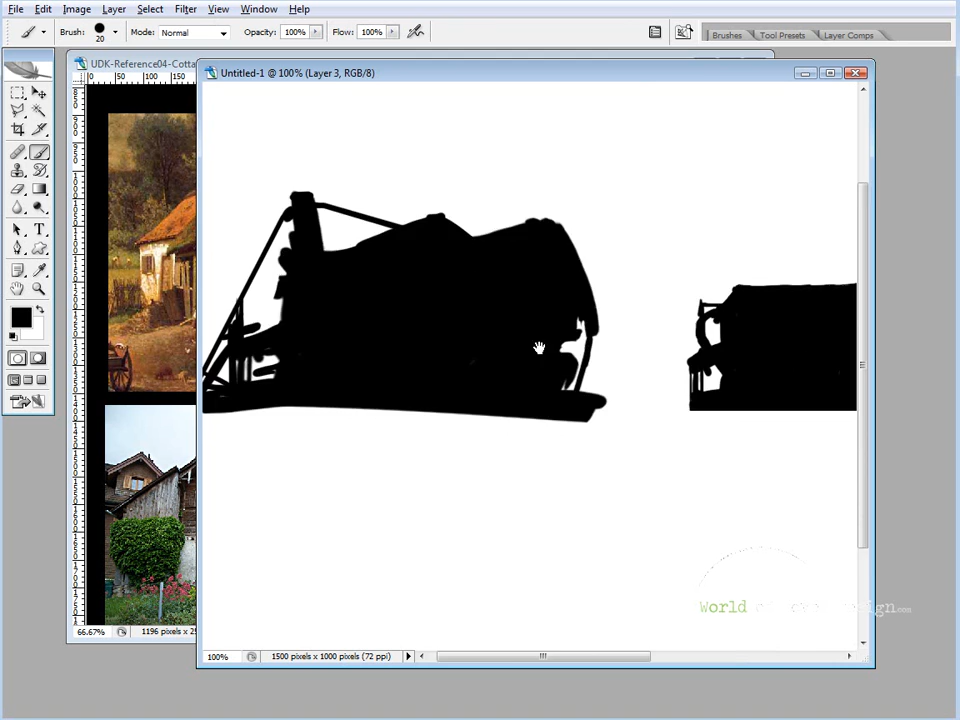 File Edit Image Layer Select Filter View Window Help
Brush: 20 Mode: Normal Opacity: 100% Flow: 100% Brushes Tool Presets Layer Comps
UDK-Reference04-Cotta
Untitled-1 @ 100% (Layer 3, RGB/8)
0 50 100 150
66.67% 1196 pixels x 25
100% 1500 pixels x 1000 pixels (72 ppi)
World